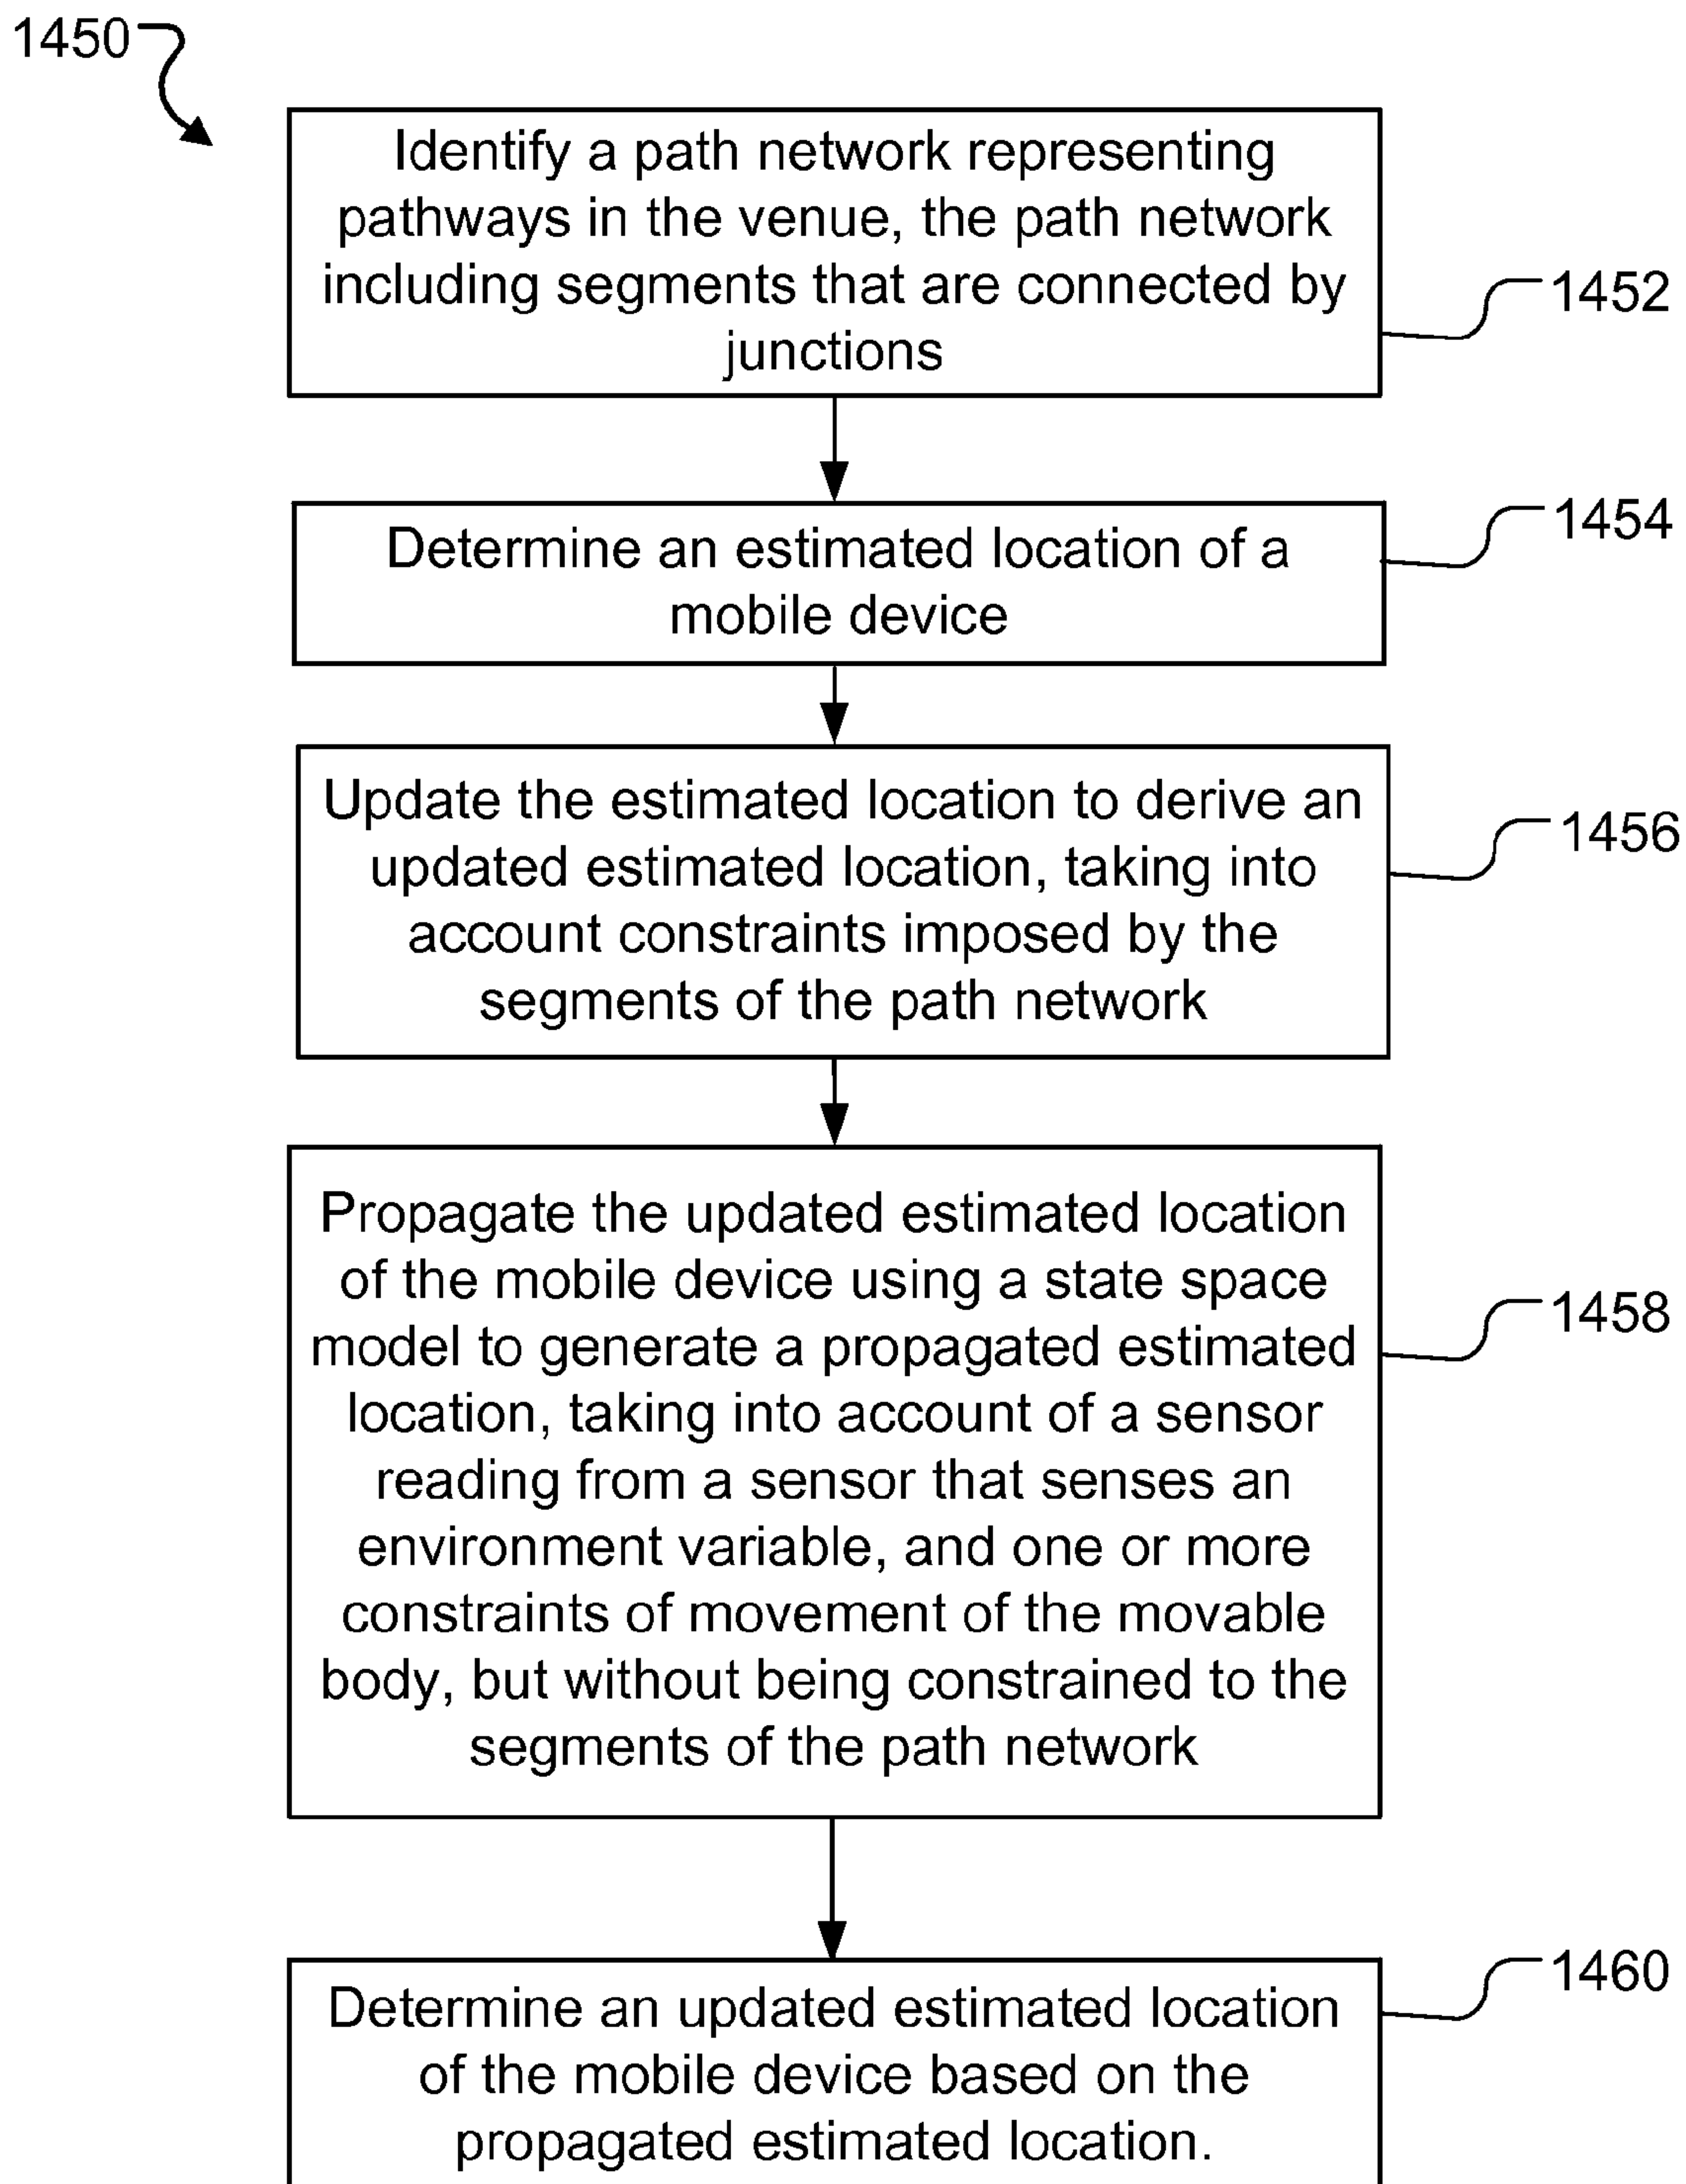 1450
Identify a path network representing
pathways in the venue, the path network
including segments that are connected by
junctions
1452
Determine an estimated location of a
mobile device
1454
Update the estimated location to derive an
updated estimated location, taking into
account constraints imposed by the
segments of the path network
1456
Propagate the updated estimated location
of the mobile device using a state space
model to generate a propagated estimated
location, taking into account of a sensor
reading from a sensor that senses an
environment variable, and one or more
constraints of movement of the movable
body, but without being constrained to the
segments of the path network
1458
Determine an updated estimated location
of the mobile device based on the
propagated estimated location.
1460